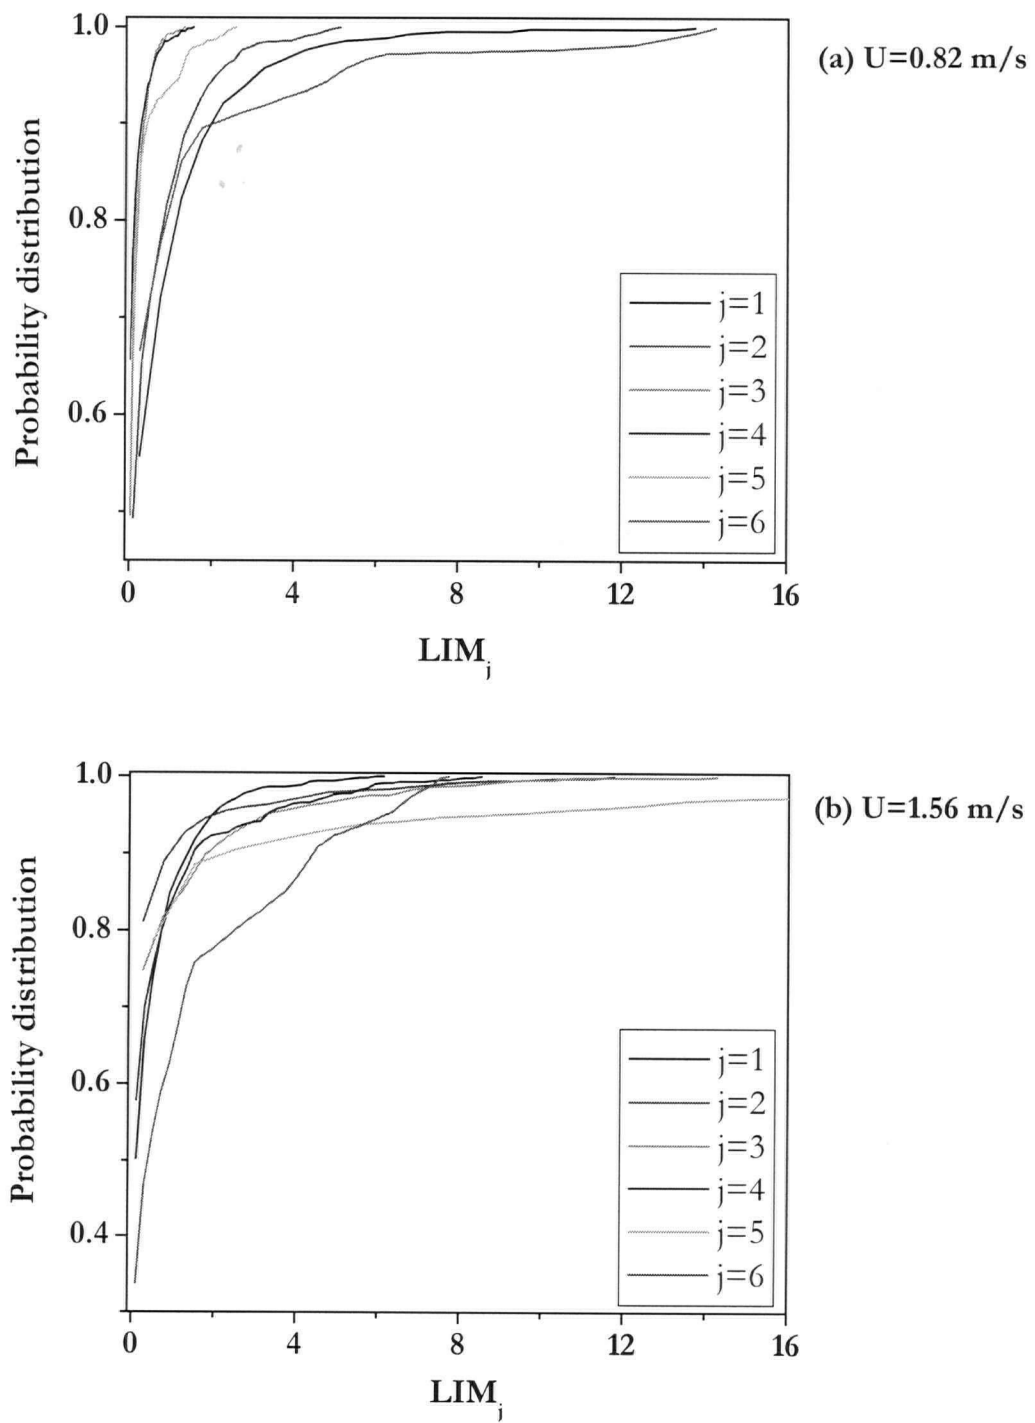 (a) U=0.82 m/s
Probability distribution
1.0
0.8
0.6
j=1
j=2
j=3
j=4
j=5
j=6
0 4 8 12 16
LIMj
(b) U=1.56 m/s
Probability distribution
1.0
0.8
0.6
0.4
j=1
j=2
j=3
j=4
j=5
j=6
0 4 8 12 16
LIMj